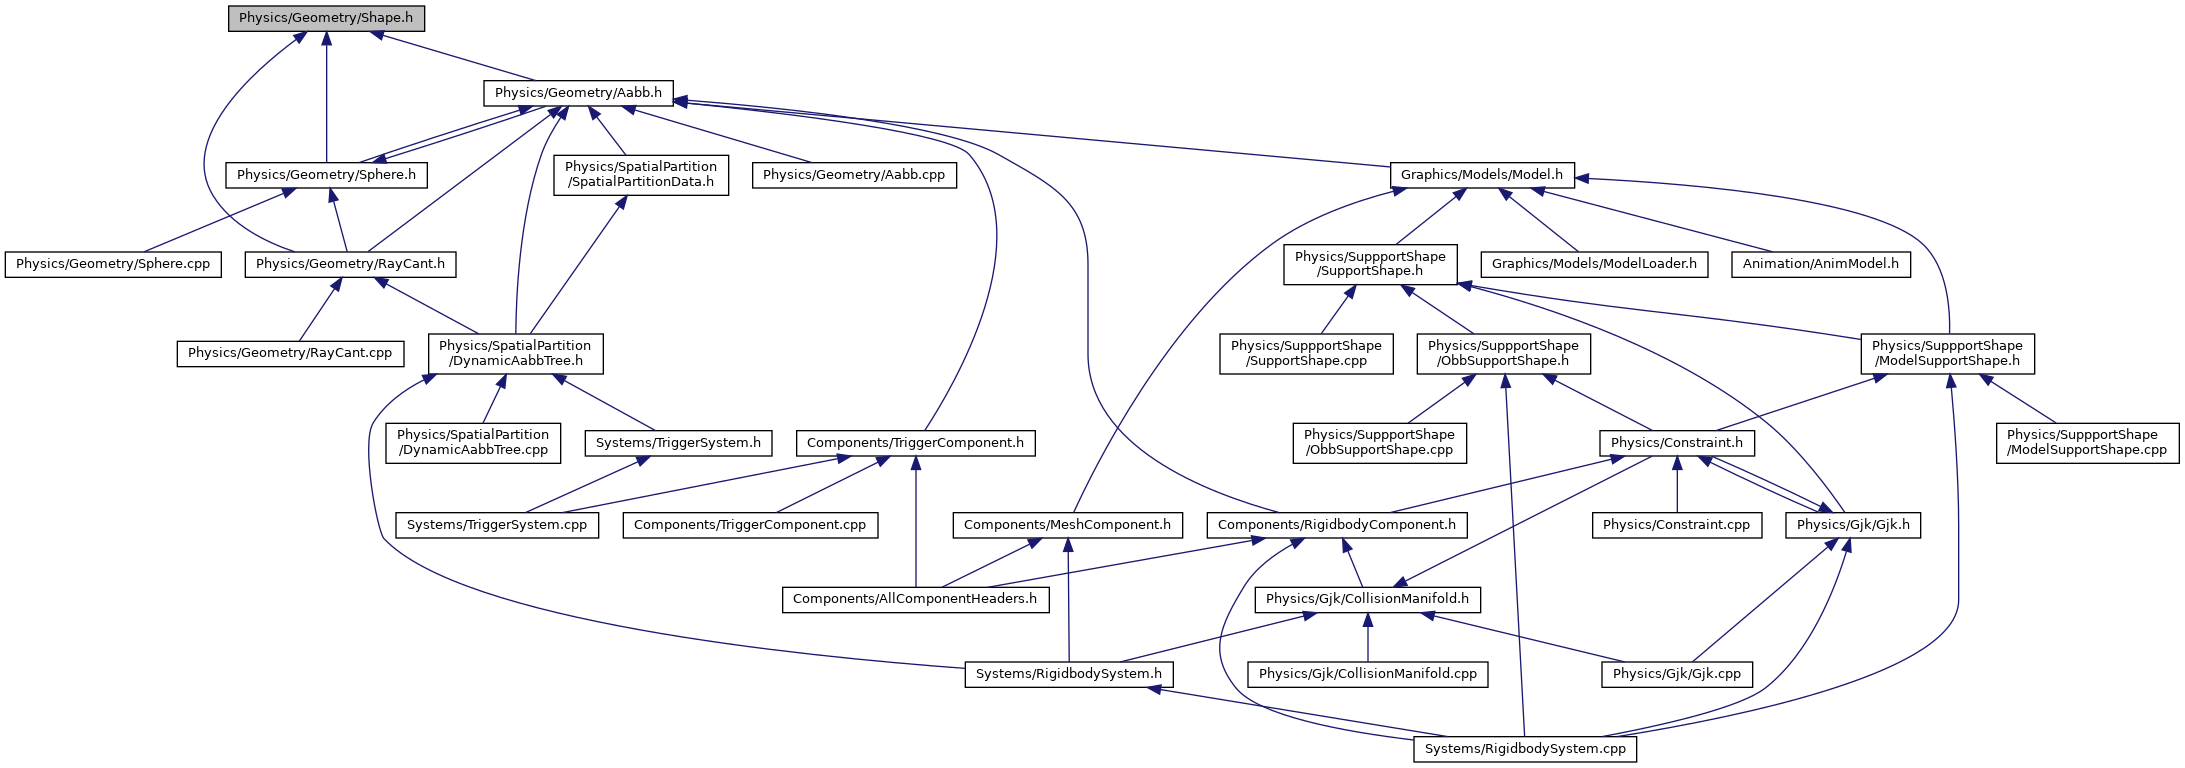 Physics/Geometry/Shape.h
Physics/Geometry/Aabb.h
Physics/Geometry/Sphere.h
Physics/SpatialPartition
/SpatialPartitionData.h
Physics/Geometry/Aabb.cpp
Graphics/Models/Model.h
Physics/Geometry/Sphere.cpp
Physics/Geometry/RayCant.h
Physics/SuppportShape
/SupportShape.h
Graphics/Models/ModelLoader.h
Animation/AnimModel.h
Physics/Geometry/RayCant.cpp
Physics/SpatialPartition
/DynamicAabbTree.h
Physics/SuppportShape
/SupportShape.cpp
Physics/SuppportShape
/ObbSupportShape.h
Physics/SuppportShape
/ModelSupportShape.h
Physics/SpatialPartition
/DynamicAabbTree.cpp
Systems/TriggerSystem.h
Components/TriggerComponent.h
Physics/SuppportShape
/ObbSupportShape.cpp
Physics/Constraint.h
Physics/SuppportShape
/ModelSupportShape.cpp
Systems/TriggerSystem.cpp
Components/TriggerComponent.cpp
Components/MeshComponent.h
Components/RigidbodyComponent.h
Physics/Constraint.cpp
Physics/Gjk/Gjk.h
Components/AllComponentHeaders.h
Physics/Gjk/CollisionManifold.h
Systems/RigidbodySystem.h
Physics/Gjk/CollisionManifold.cpp
Physics/Gjk/Gjk.cpp
Systems/RigidbodySystem.cpp